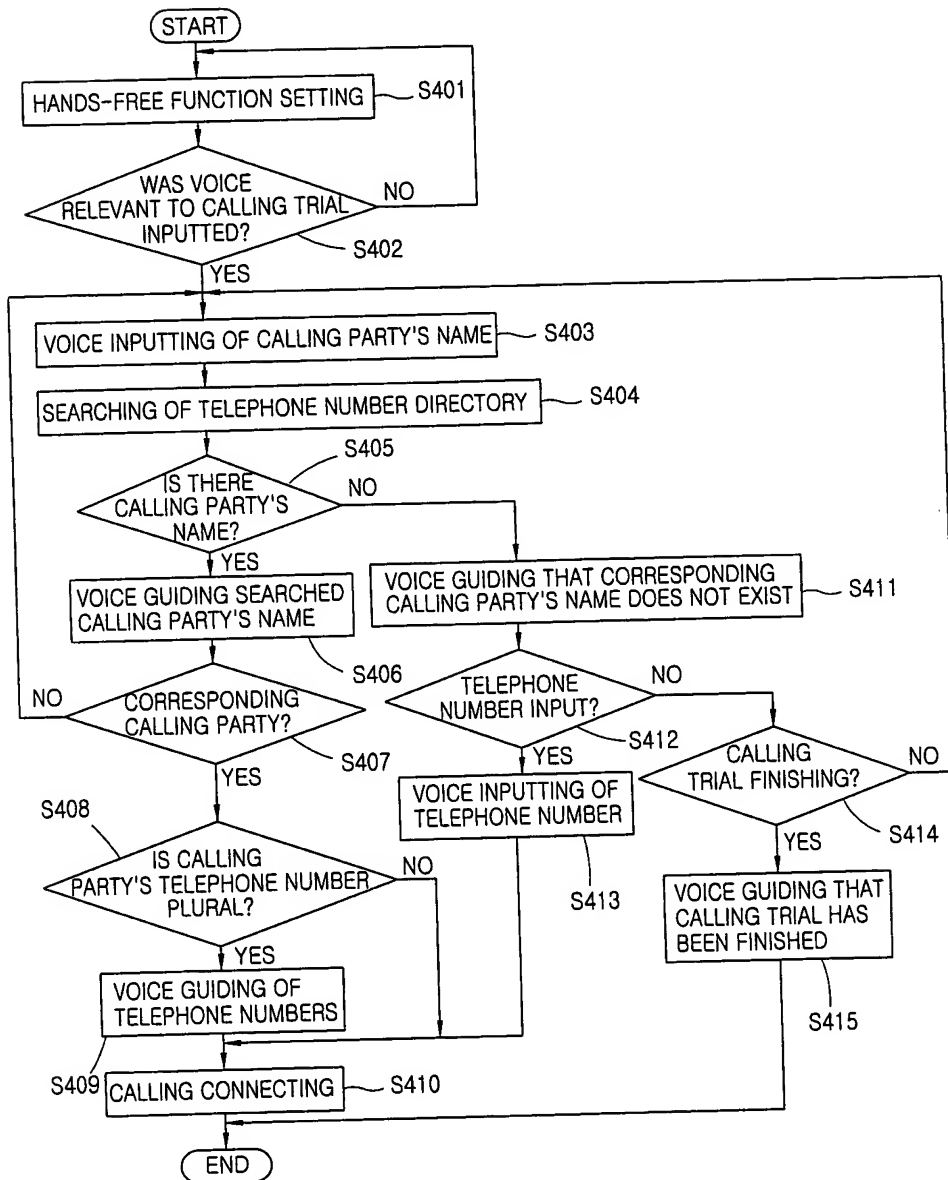 START
HANDS-FREE FUNCTION SETTING
S401
WAS VOICE
RELEVANT TO CALLING TRIAL
INPUTTED?
NO
S402
YES
VOICE INPUTTING OF CALLING PARTY'S NAME
S403
SEARCHING OF TELEPHONE NUMBER DIRECTORY
S404
S405
IS THERE
CALLING PARTY'S
NAME?
NO
YES
VOICE GUIDING SEARCHED
CALLING PARTY'S NAME
S406
VOICE GUIDING THAT CORRESPONDING
CALLING PARTY'S NAME DOES NOT EXIST
S411
NO
CORRESPONDING
CALLING PARTY?
S407
YES
TELEPHONE
NUMBER INPUT?
NO
S412
YES
CALLING
TRIAL FINISHING?
NO
S414
YES
VOICE INPUTTING OF
TELEPHONE NUMBER
S413
S408
IS CALLING
PARTY'S TELEPHONE NUMBER
PLURAL?
NO
YES
VOICE GUIDING THAT
CALLING TRIAL HAS
BEEN FINISHED
S415
VOICE GUIDING OF
TELEPHONE NUMBERS
S409
CALLING CONNECTING
S410
END